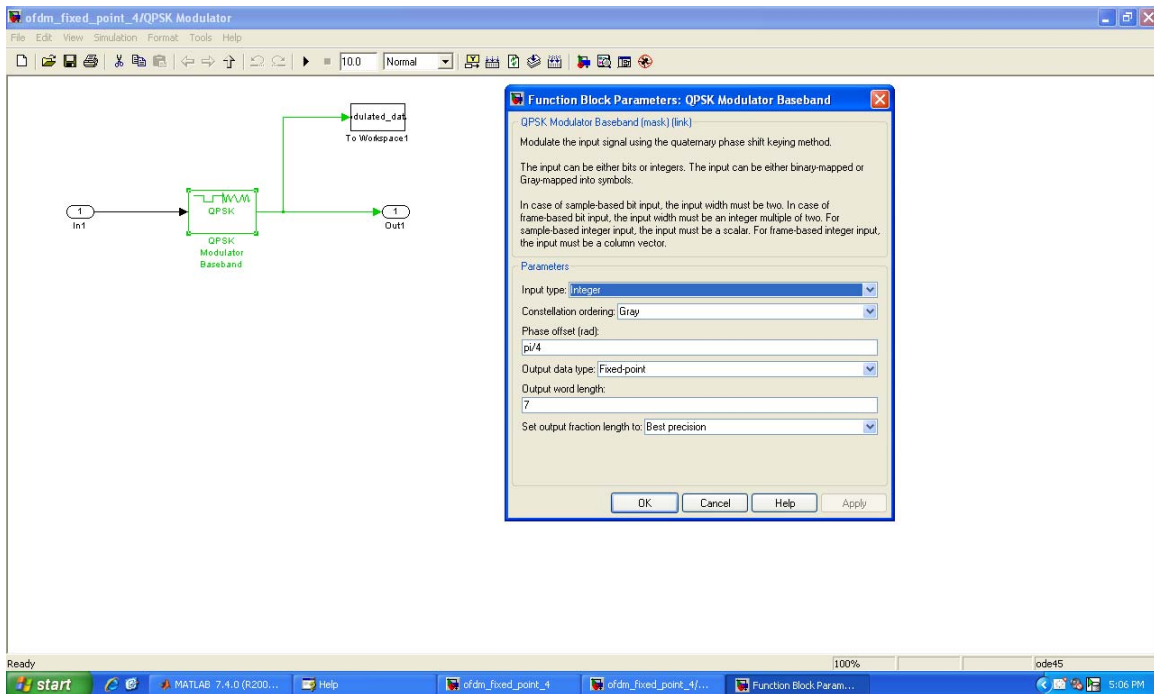 ofdm_fixed_point_4/QPSK Modulator
File Edit View Simulation Format Tools Help
10.0 Normal
dulated_dat
To Workspace1
1
In1
QPSK
QPSK
Modulator
Baseband
1
Out1
Function Block Parameters: QPSK Modulator Baseband
QPSK Modulator Baseband (mask) (link)
Modulate the input signal using the quaternary phase shift keying method.
The input can be either bits or integers. The input can be either binary-mapped or
Gray-mapped into symbols.
In case of sample-based bit input, the input width must be two. In case of
frame-based bit input, the input width must be an integer multiple of two. For
sample-based integer input, the input must be a scalar. For frame-based integer input,
the input must be a column vector.
Parameters
Input type: Integer
Constellation ordering: Gray
Phase offset (rad):
pi/4
Output data type: Fixed-point
Output word length:
7
Set output fraction length to: Best precision
OK Cancel Help Apply
Ready 100% ode45
start MATLAB 7.4.0 (R200... Help ofdm_fixed_point_4 ofdm_fixed_point_4/... Function Block Param... 5:06 PM